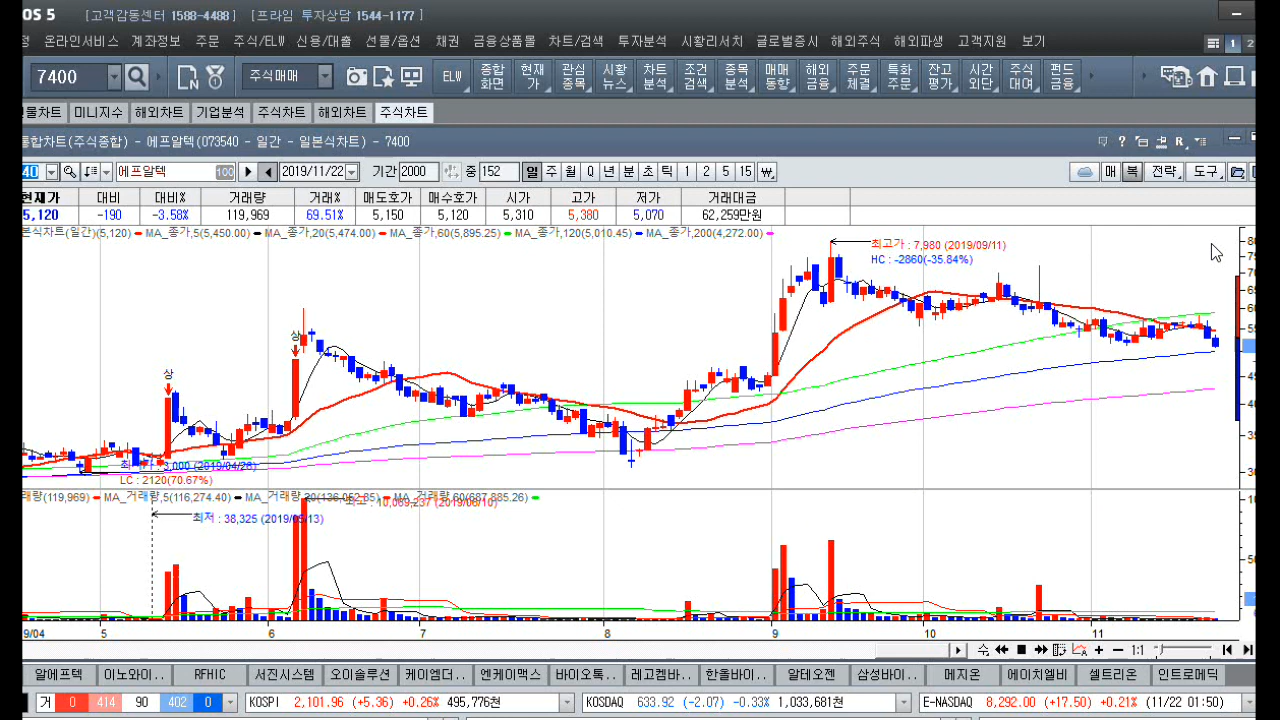 OS 5 [고객감동센터 1588-4488] [프라임 투자상담 1544-1177]
온라인서비스 계좌정보 주문 주식/ELW 신용/대출 선물/옵션 채권 금융상품몰 차트/검색 투자분석 시황리서치 글로벌증시 해외주식 해외파생 고객지원 보기 1 2
7400 주식매매 ELW 종합화면 현재가 관심종목 시황뉴스 차트분석 조건검색 종목분석 매매동향 해외금융 주문체결 특화주문 잔고평가 시간외단 주식대여 펀드금융
선물차트 미니지수 해외차트 기업분석 주식차트 해외차트 주식차트
통합차트(주식종합) - 에프알텍(073540 - 일간 - 일본식차트) - 7400
40 에프알텍 100 2019/11/22 기간 2000 중 152 일 주 월 Q 년 분 초 틱 1 2 5 15 ₩ 매 복 전략 도구
현재가 대비 대비% 거래량 거래% 매도호가 매수호가 시가 고가 저가 거래대금
5,120 -190 -3.58% 119,969 69.51% 5,150 5,120 5,310 5,380 5,070 62,259만원
본식차트(일간)(5,120) MA_종가,5(5,450.00) MA_종가,20(5,474.00) MA_종가,60(5,895.25) MA_종가,120(5,010.45) MA_종가,200(4,272.00)
최고가 : 7,980 (2019/09/11)
HC : -2860(-35.84%)
상
상
LC : 2120(70.67%)
래량(119,969) MA_거래량,5(116,274.40) MA_거래량,20(136,052.85) MA_거래량,60(687,885.26)
최고 : 10,069,237 (2019/06/10)
최저 : 38,325 (2019/05/13)
9/04 5 6 7 8 9 10 11
1:1
알에프텍 이노와이.. RFHIC 서진시스템 오이솔루션 케이엠더.. 엔케이맥스 바이오톡.. 레고켐바.. 한올바이.. 알테오젠 삼성바이.. 메지온 에이치엘비 셀트리온 인트로메딕
거 0 414 90 402 0 KOSPI 2,101.96 (+5.36) +0.26% 495,776천 KOSDAQ 633.92 (-2.07) -0.33% 1,033,681천 E-NASDAQ 8,292.00 (+17.50) +0.21% (11/22 01:50)